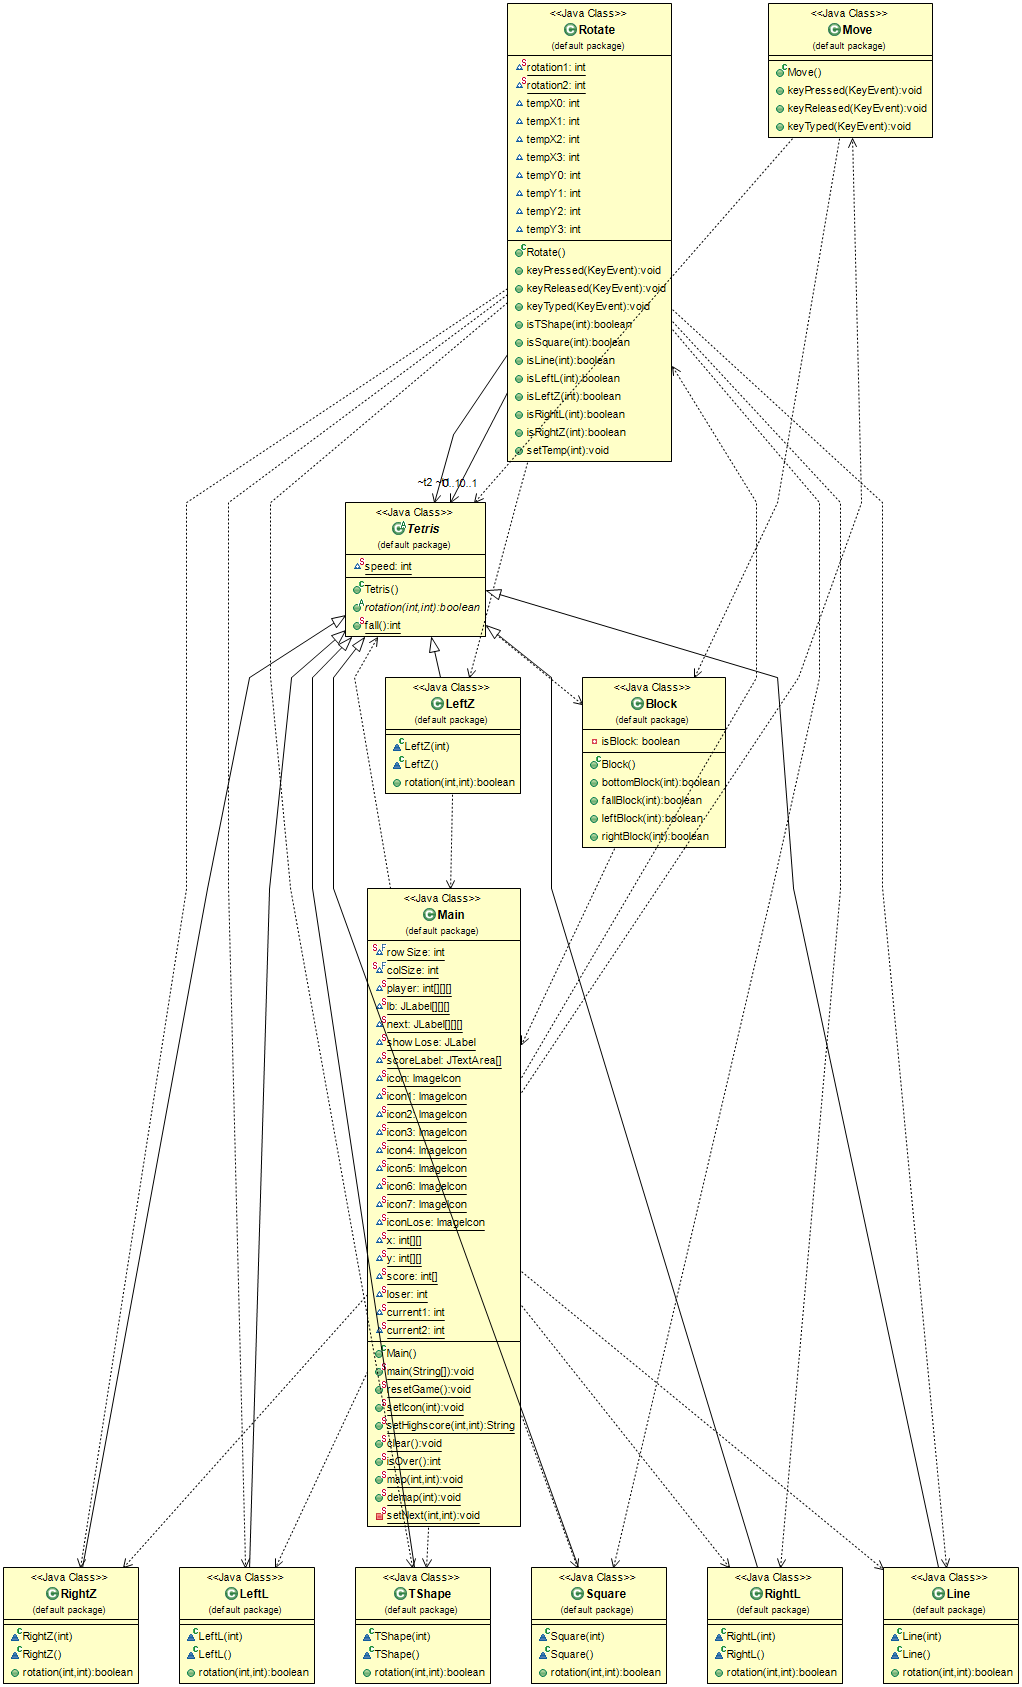 <<Java Class>>
Rotate
(default package)
rotation1: int
rotation2: int
tempX0: int
tempX1: int
tempX2: int
tempX3: int
tempY0: int
tempY1: int
tempY2: int
tempY3: int
Rotate()
keyPressed(KeyEvent):void
keyReleased(KeyEvent):void
keyTyped(KeyEvent):void
isTShape(int):boolean
isSquare(int):boolean
isLine(int):boolean
isLeftL(int):boolean
isLeftZ(int):boolean
isRightL(int):boolean
isRightZ(int):boolean
setTemp(int):void
<<Java Class>>
Move
(default package)
Move()
keyPressed(KeyEvent):void
keyReleased(KeyEvent):void
keyTyped(KeyEvent):void
~t2
0..1
<<Java Class>>
Tetris
(default package)
speed: int
Tetris()
rotation(int,int):boolean
fall():int
<<Java Class>>
LeftZ
(default package)
LeftZ(int)
LeftZ()
rotation(int,int):boolean
<<Java Class>>
Block
(default package)
isBlock: boolean
Block()
bottomBlock(int):boolean
fallBlock(int):boolean
leftBlock(int):boolean
rightBlock(int):boolean
<<Java Class>>
Main
(default package)
rowSize: int
colSize: int
player: int[][][]
lb: JLabel[][][]
next: JLabel[][][]
showLose: JLabel
scoreLabel: JTextArea[]
icon: ImageIcon
icon1: ImageIcon
icon2: ImageIcon
icon3: ImageIcon
icon4: ImageIcon
icon5: ImageIcon
icon6: ImageIcon
icon7: ImageIcon
iconLose: ImageIcon
x: int[][]
y: int[][]
score: int[]
loser: int
current1: int
current2: int
Main()
main(String[]):void
resetGame():void
setIcon(int):void
setHighscore(int,int):String
clear():void
isOver():int
map(int,int):void
demap(int):void
setNext(int,int):void
<<Java Class>>
RightZ
(default package)
RightZ(int)
RightZ()
rotation(int,int):boolean
<<Java Class>>
LeftL
(default package)
LeftL(int)
LeftL()
rotation(int,int):boolean
<<Java Class>>
TShape
(default package)
TShape(int)
TShape()
rotation(int,int):boolean
<<Java Class>>
Square
(default package)
Square(int)
Square()
rotation(int,int):boolean
<<Java Class>>
RightL
(default package)
RightL(int)
RightL()
rotation(int,int):boolean
<<Java Class>>
Line
(default package)
Line(int)
Line()
rotation(int,int):boolean